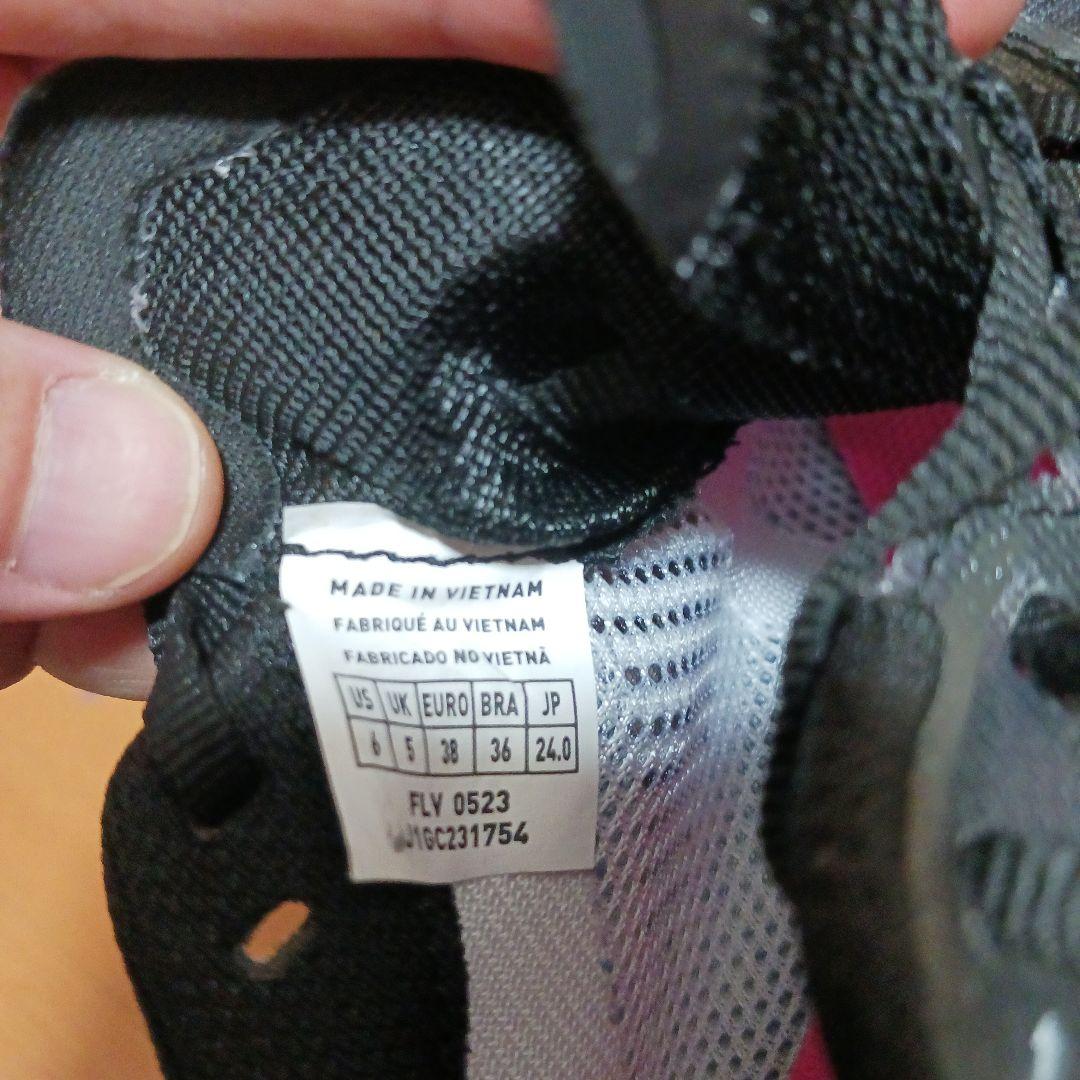 MADE IN VIETNAM
FABRIQUÉ AU VIETNAM
FABRICADO NO VIETNÃ
US UK EURO BRA JP
6 5 38 36 24.0
FLV 0523